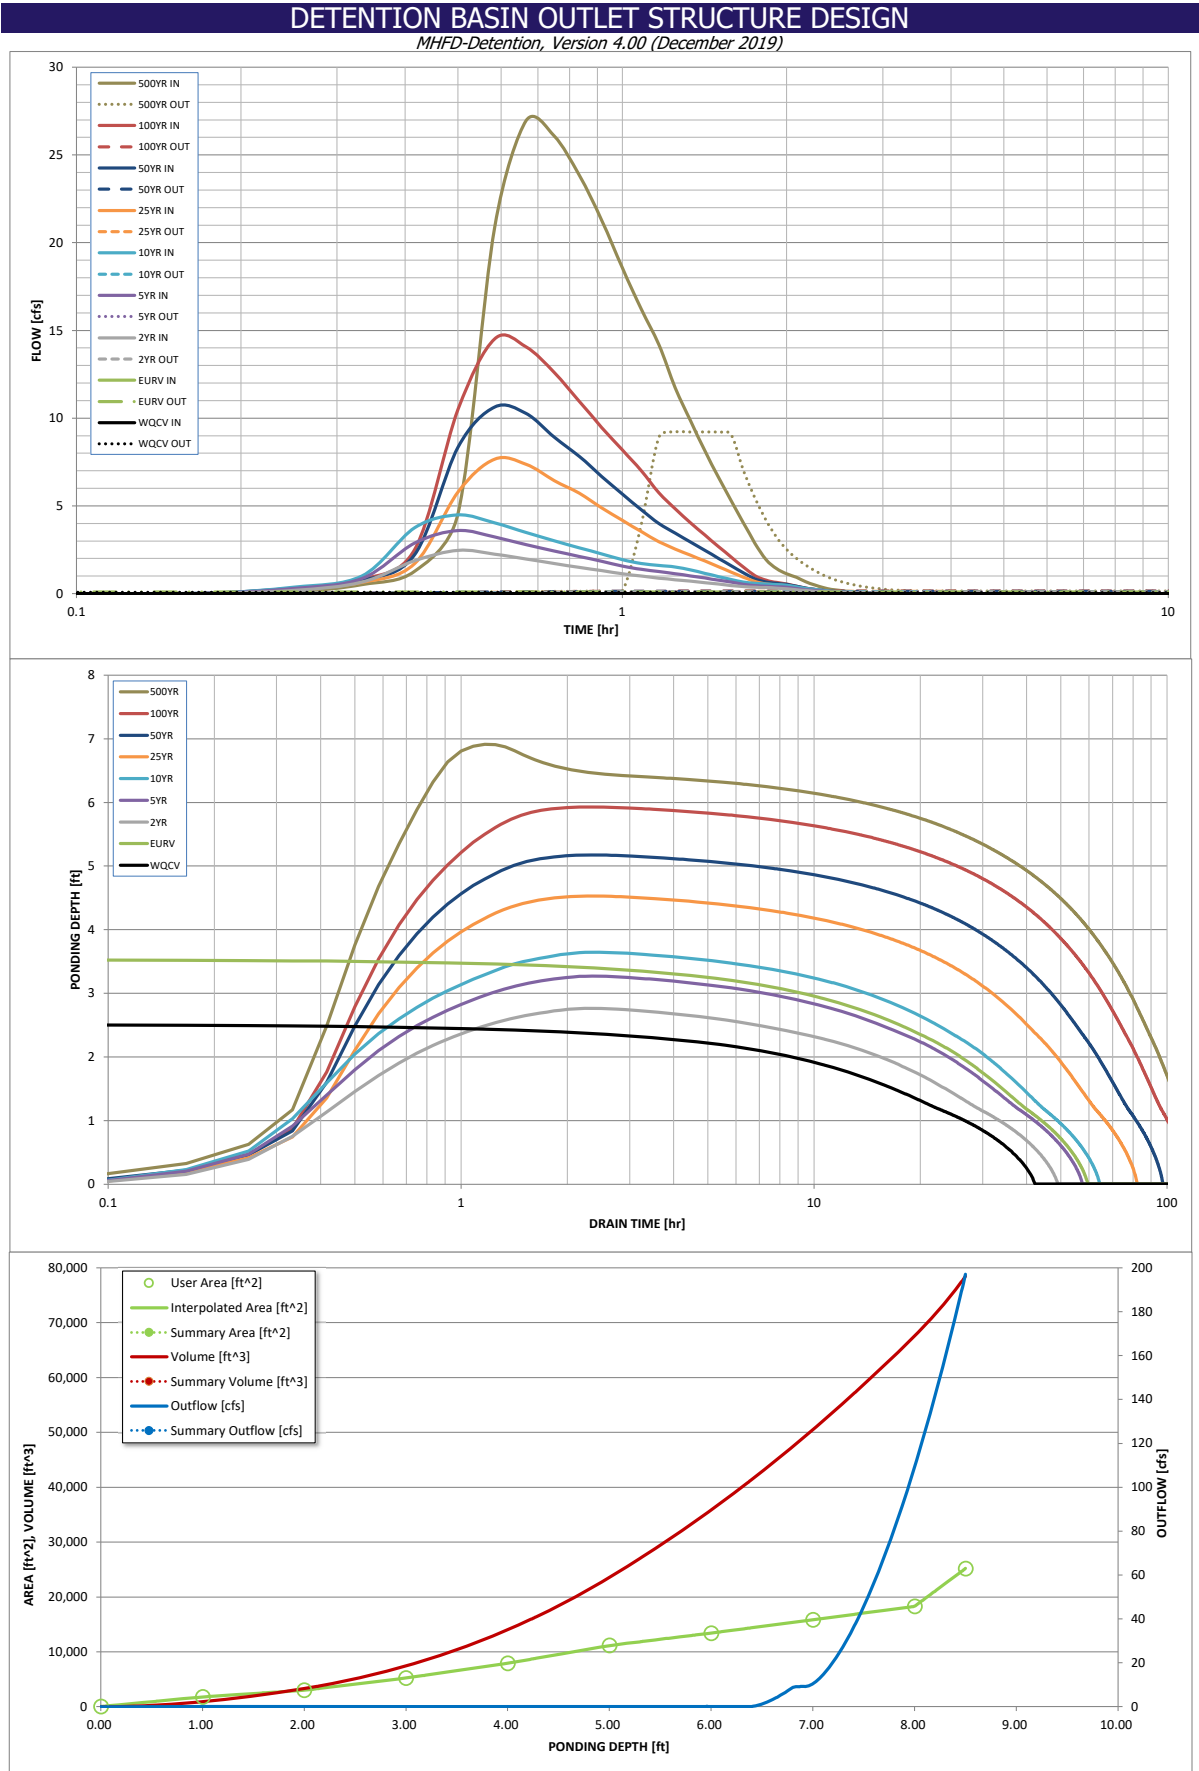 DETENTION BASIN OUTLET STRUCTURE DESIGN
MHFD-Detention, Version 4.00 (December 2019)
30
25
20
15
10
5
0
FLOW [cfs]
500YR IN
500YR OUT
100YR IN
100YR OUT
50YR IN
50YR OUT
25YR IN
25YR OUT
10YR IN
10YR OUT
5YR IN
5YR OUT
2YR IN
2YR OUT
EURV IN
EURV OUT
WQCV IN
WQCV OUT
0.1 1 10
TIME [hr]
8
7
6
5
4
3
2
1
0
PONDING DEPTH [ft]
500YR
100YR
50YR
25YR
10YR
5YR
2YR
EURV
WQCV
0.1 1 10 100
DRAIN TIME [hr]
80,000
70,000
60,000
50,000
40,000
30,000
20,000
10,000
0
AREA [ft^2], VOLUME [ft^3]
User Area [ft^2]
Interpolated Area [ft^2]
Summary Area [ft^2]
Volume [ft^3]
Summary Volume [ft^3]
Outflow [cfs]
Summary Outflow [cfs]
200
180
160
140
120
100
80
60
40
20
0
OUTFLOW [cfs]
0.00 1.00 2.00 3.00 4.00 5.00 6.00 7.00 8.00 9.00 10.00
PONDING DEPTH [ft]